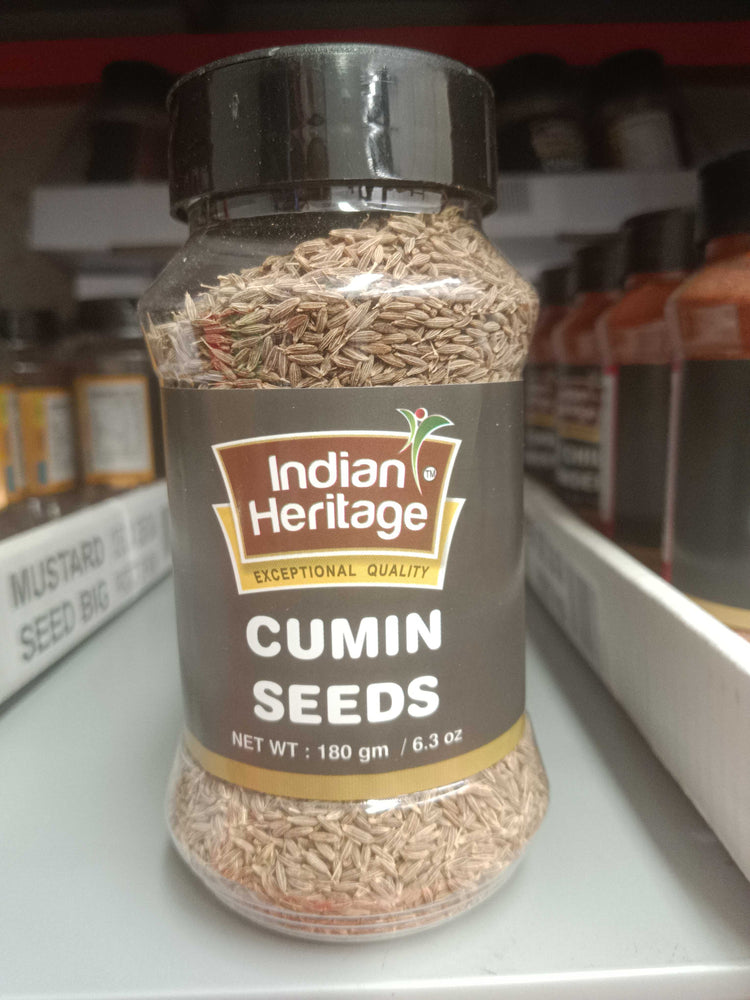 Indian
Heritage
TM
EXCEPTIONAL QUALITY
CUMIN
SEEDS
NET WT : 180 gm / 6.3 oz
MUSTARD
SEED BIG